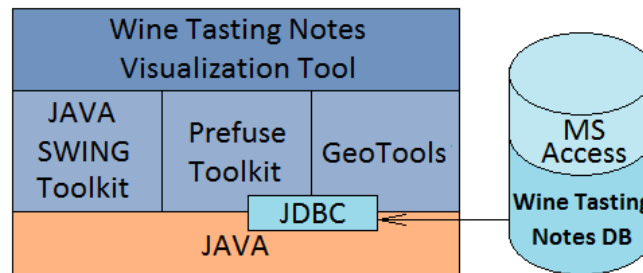 Wine Tasting Notes
Visualization Tool
JAVA
SWING
Toolkit
Prefuse
Toolkit
GeoTools
JDBC
JAVA
MS
Access
Wine Tasting
Notes DB